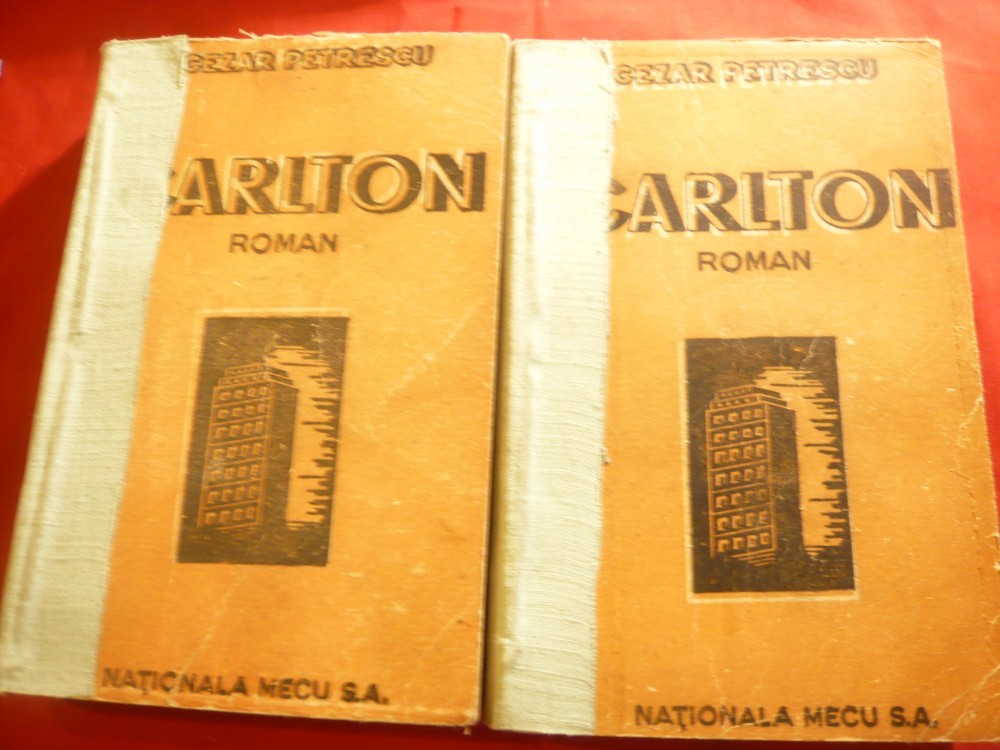 CEZAR PETRESCU
CARLTON
ROMAN
NAȚIONALA MECU S.A.
CEZAR PETRESCU
CARLTON
ROMAN
NAȚIONALA MECU S.A.